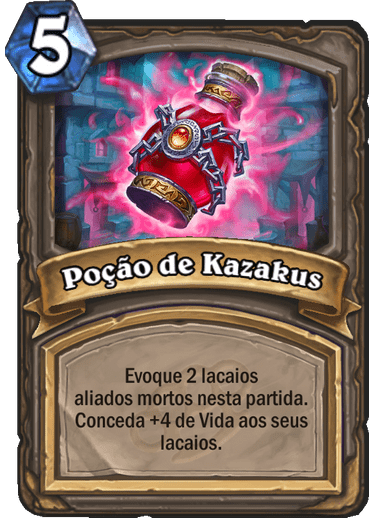 5
Poção de Kazakus
Evoque 2 lacaios
aliados mortos nesta partida.
Conceda +4 de Vida aos seus
lacaios.